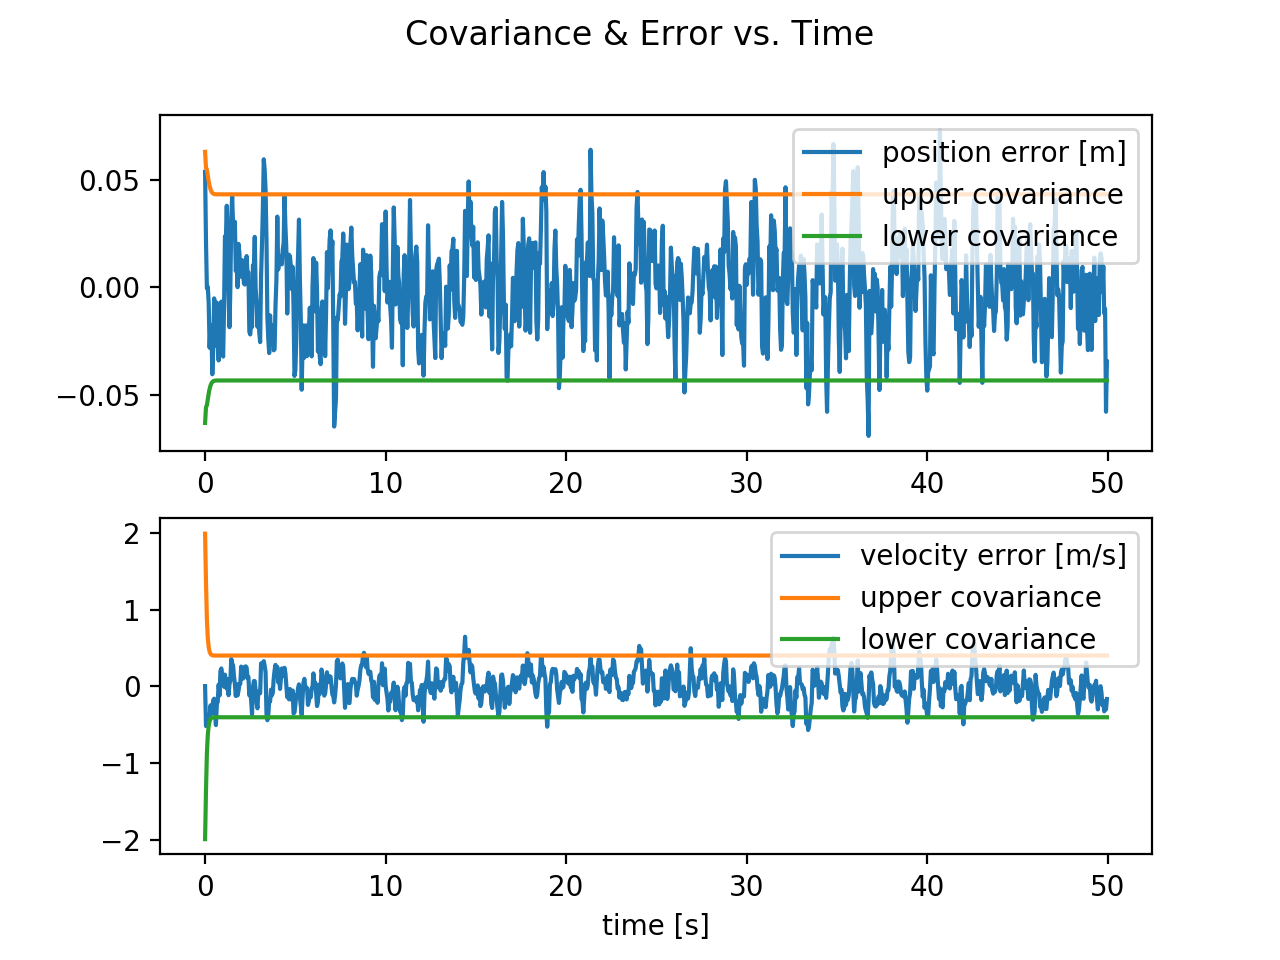 Covariance & Error vs. Time
position error [m]
upper covariance
lower covariance
0.05
0.00
−0.05
0 10 20 30 40 50
velocity error [m/s]
upper covariance
lower covariance
2
1
0
−1
−2
0 10 20 30 40 50
time [s]